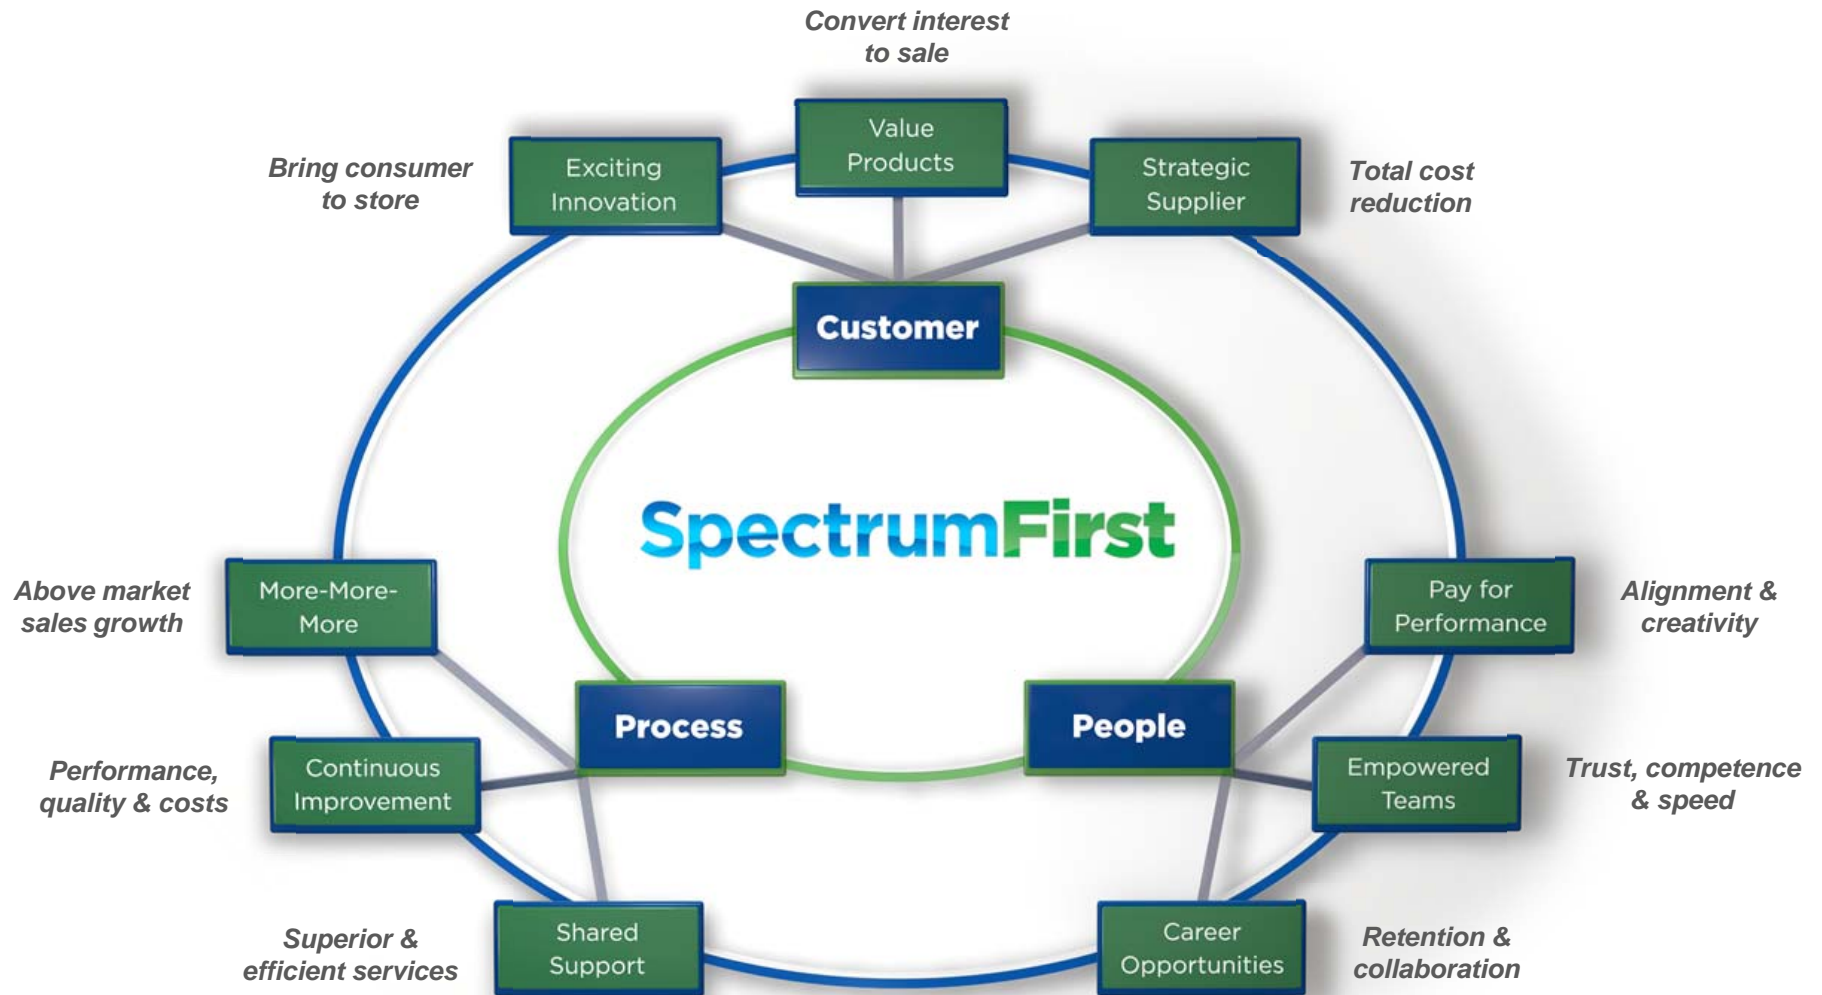 Convert interest
to sale
Value
Products
Bring consumer
to store
Exciting
Innovation
Strategic
Supplier
Total cost
reduction
Customer
SpectrumFirst
Above market
sales growth
More-More-
More
Pay for
Performance
Alignment &
creativity
Process
People
Performance,
quality & costs
Continuous
Improvement
Empowered
Teams
Trust, competence
& speed
Superior &
efficient services
Shared
Support
Career
Opportunities
Retention &
collaboration